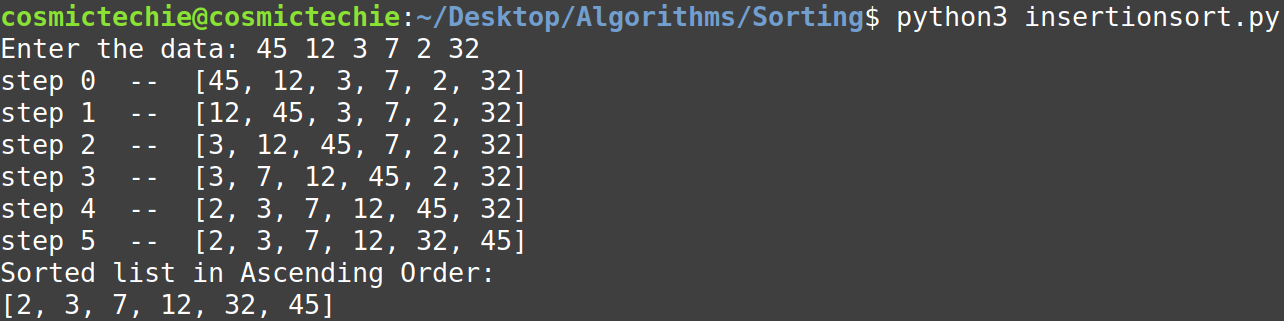 cosmictechie@cosmictechie:~/Desktop/Algorithms/Sorting$ python3 insertionsort.py
Enter the data: 45 12 3 7 2 32
step 0  --  [45, 12, 3, 7, 2, 32]
step 1  --  [12, 45, 3, 7, 2, 32]
step 2  --  [3, 12, 45, 7, 2, 32]
step 3  --  [3, 7, 12, 45, 2, 32]
step 4  --  [2, 3, 7, 12, 45, 32]
step 5  --  [2, 3, 7, 12, 32, 45]
Sorted list in Ascending Order:
[2, 3, 7, 12, 32, 45]